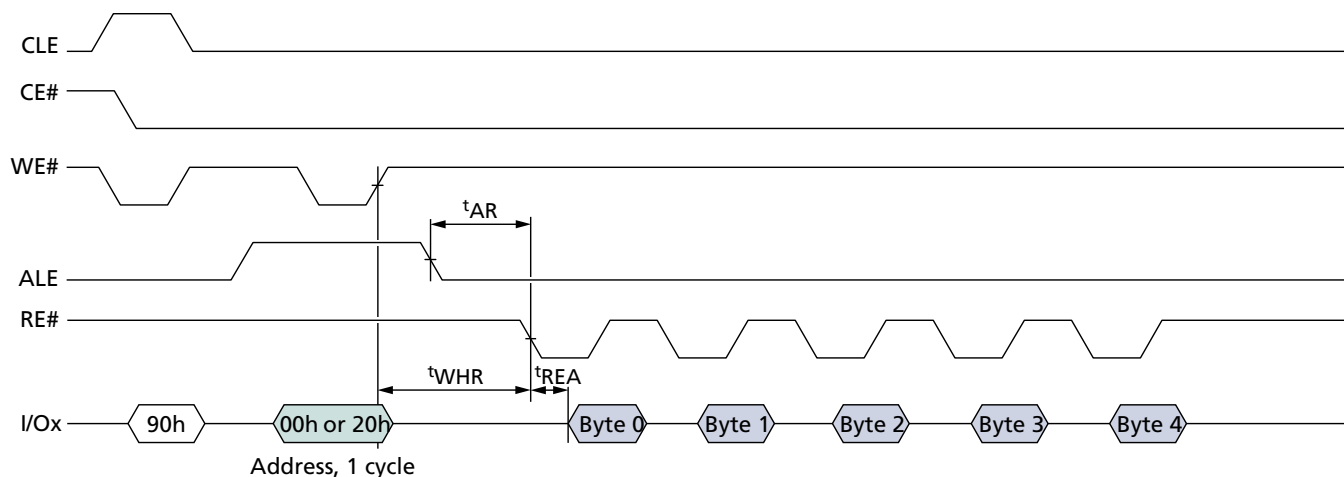 CLE
CE#
WE#
tAR
ALE
RE#
tWHR
tREA
I/Ox
90h
00h or 20h
Byte 0
Byte 1
Byte 2
Byte 3
Byte 4
Address, 1 cycle